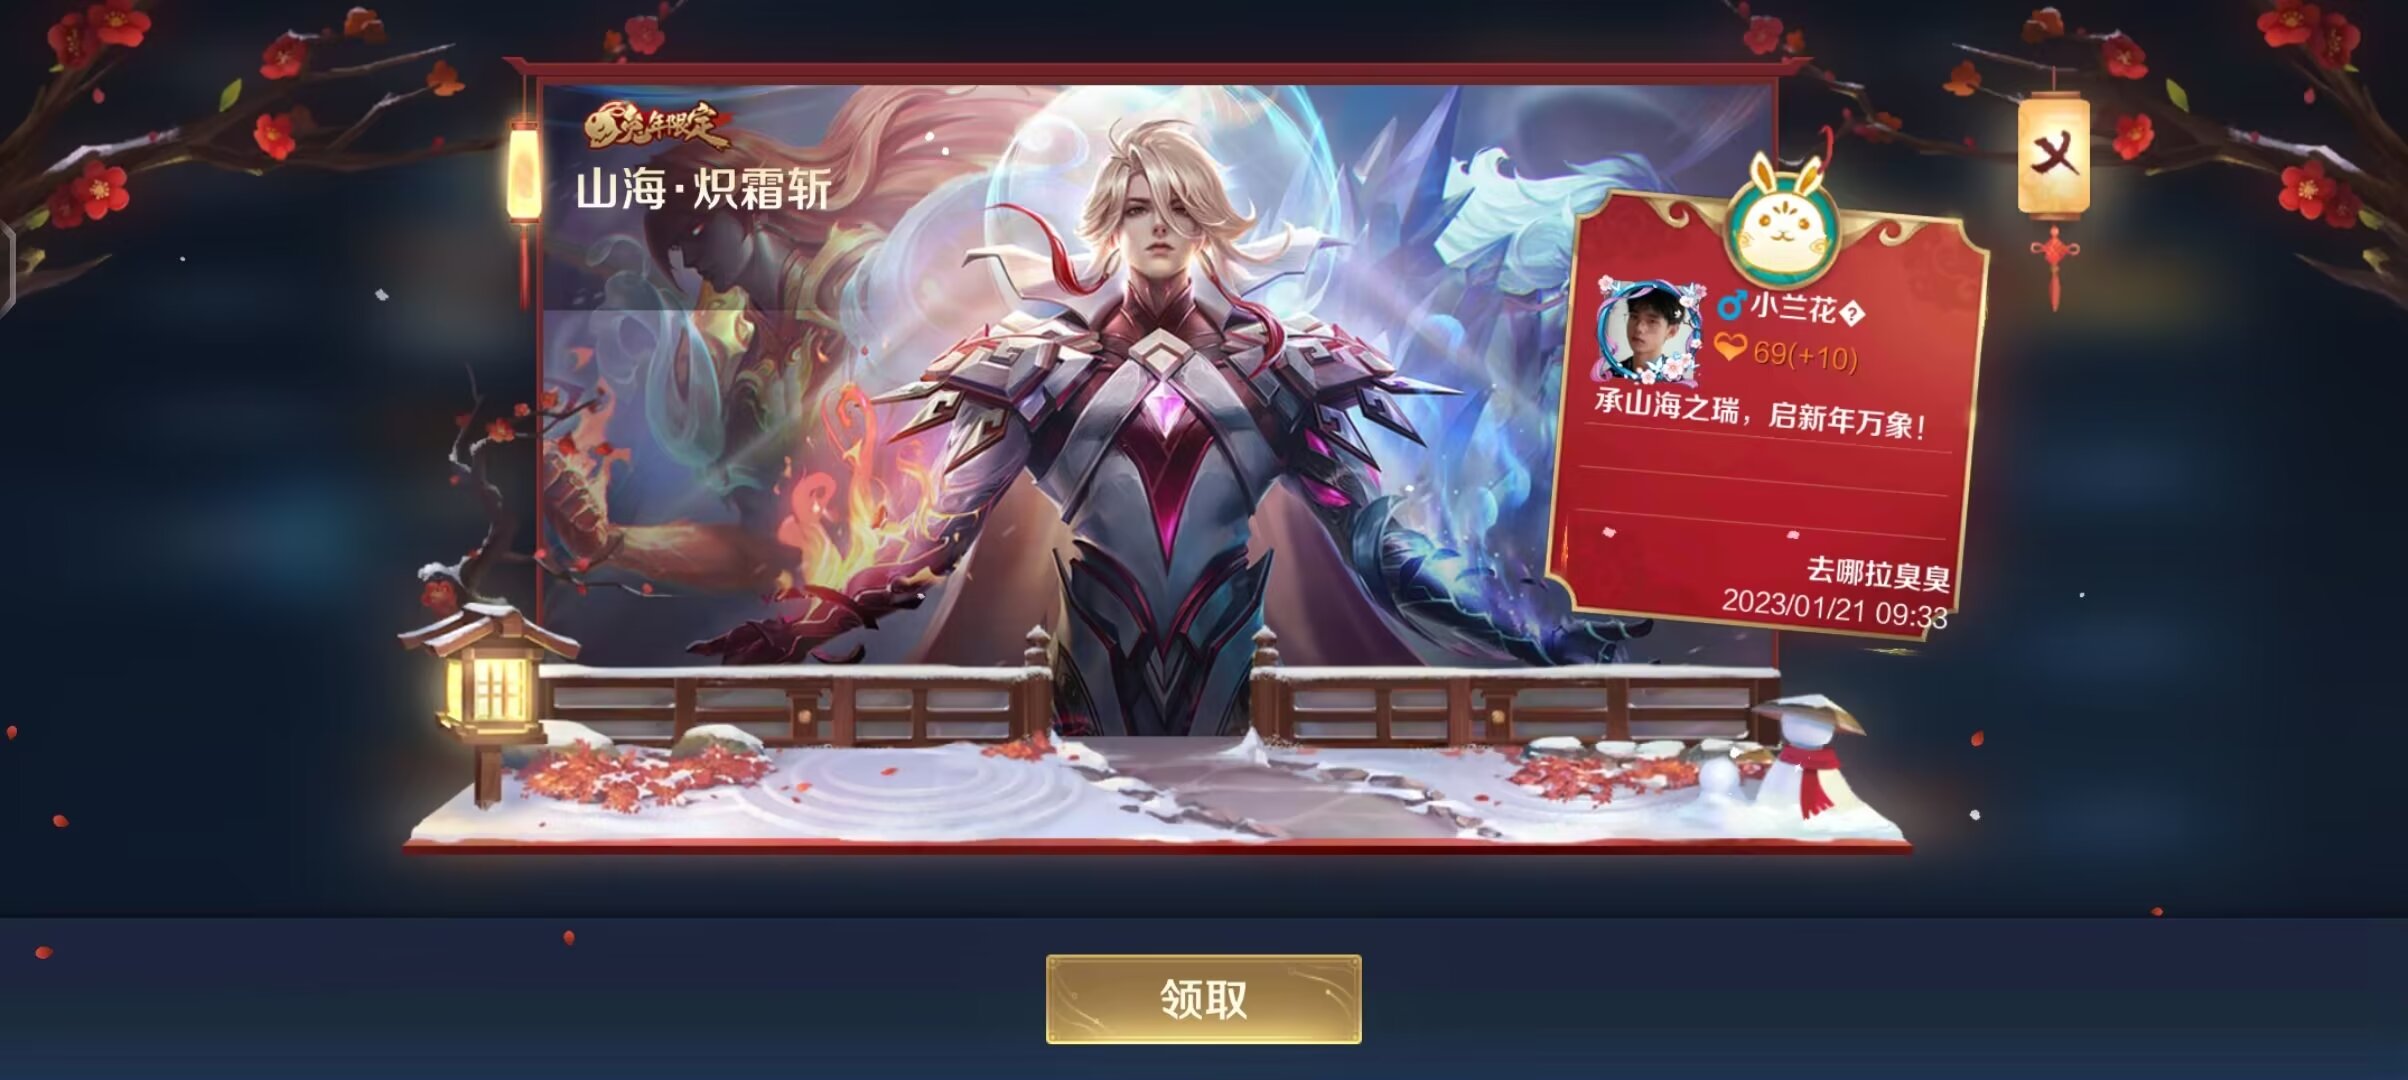 兔年限定
山海·炽霜斩
小兰花�
69(+10)
承山海之瑞，启新年万象！
去哪拉臭臭
2023/01/21 09:33
领取